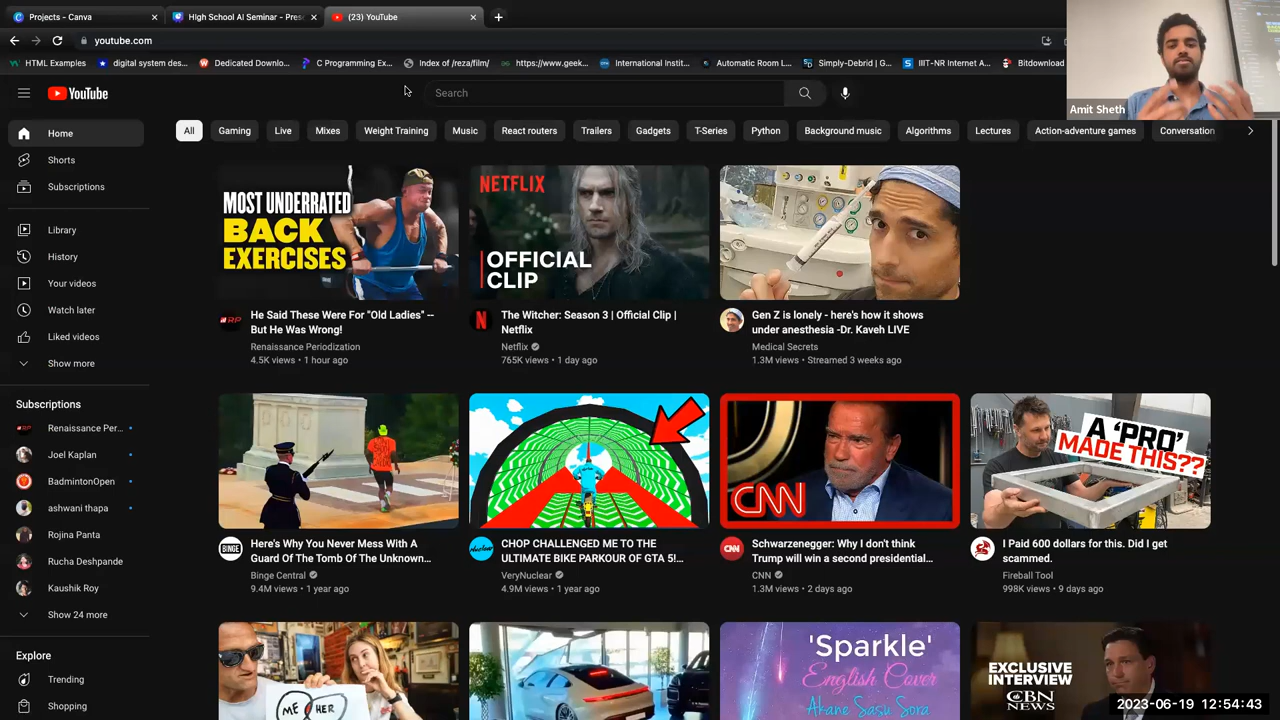 Projects - Canva
High School AI Seminar - Pres
(23) YouTube
youtube.com
HTML Examples
digital system des...
Dedicated Downlo...
C Programming Ex...
Index of /reza/film/
https://www.geek...
International Instit...
Automatic Room L...
Simply-Debrid | G...
IIIT-NR Internet A...
Bitdownload
Amit Sheth
YouTube
Search
Home
Shorts
Subscriptions
Library
History
Your videos
Watch later
Liked videos
Show more
Subscriptions
Renaissance Per...
Joel Kaplan
BadmintonOpen
ashwani thapa
Rojina Panta
Rucha Deshpande
Kaushik Roy
Show 24 more
Explore
Trending
Shopping
All
Gaming
Live
Mixes
Weight Training
Music
React routers
Trailers
Gadgets
T-Series
Python
Background music
Algorithms
Lectures
Action-adventure games
Conversation
MOST UNDERRATED
BACK
EXERCISES
RP
He Said These Were For "Old Ladies" --
But He Was Wrong!
Renaissance Periodization
4.5K views • 1 hour ago
NETFLIX
OFFICIAL
CLIP
The Witcher: Season 3 | Official Clip |
Netflix
Netflix
765K views • 1 day ago
Gen Z is lonely - here's how it shows
under anesthesia -Dr. Kaveh LIVE
Medical Secrets
1.3M views • Streamed 3 weeks ago
BINGE
Here's Why You Never Mess With A
Guard Of The Tomb Of The Unknown...
Binge Central
9.4M views • 1 year ago
CHOP CHALLENGED ME TO THE
ULTIMATE BIKE PARKOUR OF GTA 5!...
VeryNuclear
4.9M views • 1 year ago
CNN
CNN
Schwarzenegger: Why I don't think
Trump will win a second presidential...
CNN
1.3M views • 2 days ago
A 'PRO'
MADE THIS??
I Paid 600 dollars for this. Did I get
scammed.
Fireball Tool
998K views • 9 days ago
ME HER
'Sparkle'
English Cover
Akane Sasu Sora
EXCLUSIVE
INTERVIEW
CBN
NEWS
2023-06-19 12:54:43